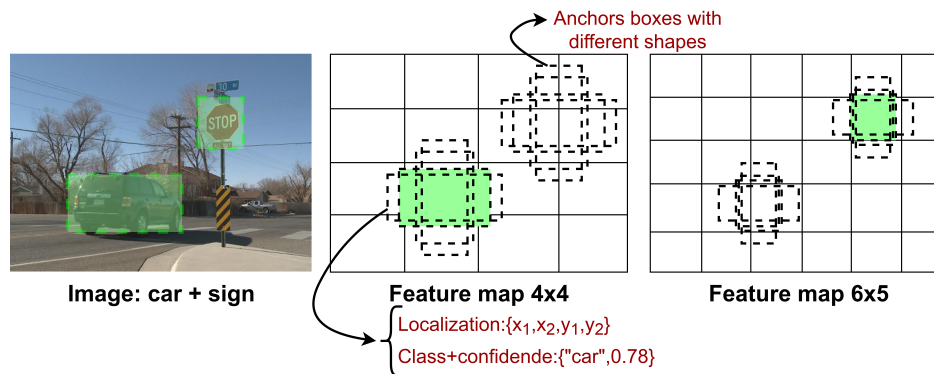 Anchors boxes with
different shapes
STOP
Image: car + sign
Feature map 4x4
Feature map 6x5
Localization:{x₁,x₂,y₁,y₂}
Class+confidende:{"car",0.78}